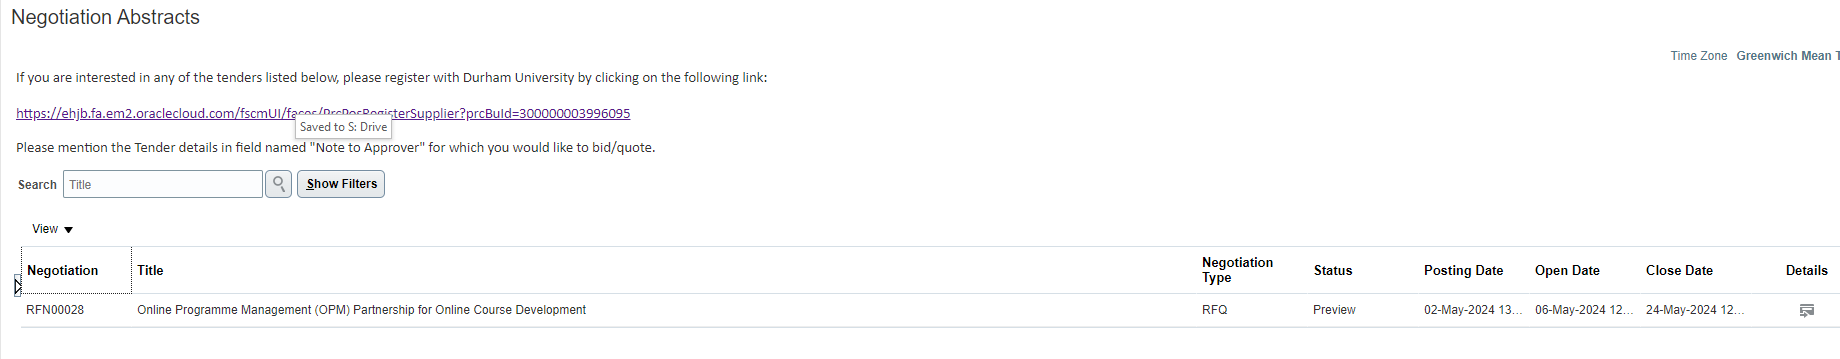 Negotiation Abstracts
Time Zone Greenwich Mean T
If you are interested in any of the tenders listed below, please register with Durham University by clicking on the following link:
https://ehjb.fa.em2.oraclecloud.com/fscmUI/faces/PrcPosRegisterSupplier?prcBuId=300000003996095
Saved to S: Drive
Please mention the Tender details in field named "Note to Approver" for which you would like to bid/quote.
Search Title Show Filters
View
Negotiation Title Negotiation Type Status Posting Date Open Date Close Date Details
RFN00028 Online Programme Management (OPM) Partnership for Online Course Development RFQ Preview 02-May-2024 13... 06-May-2024 12... 24-May-2024 12...